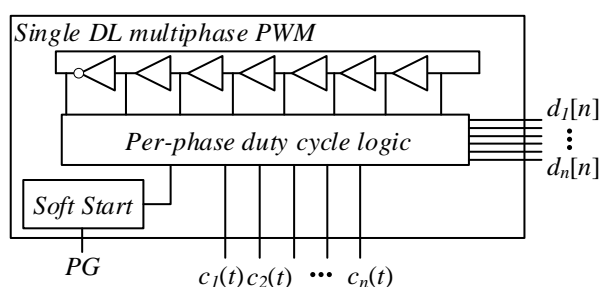 Single DL multiphase PWM
d1[n]
Per-phase duty cycle logic
dn[n]
Soft Start
PG
c1(t) c2(t) ••• cn(t)